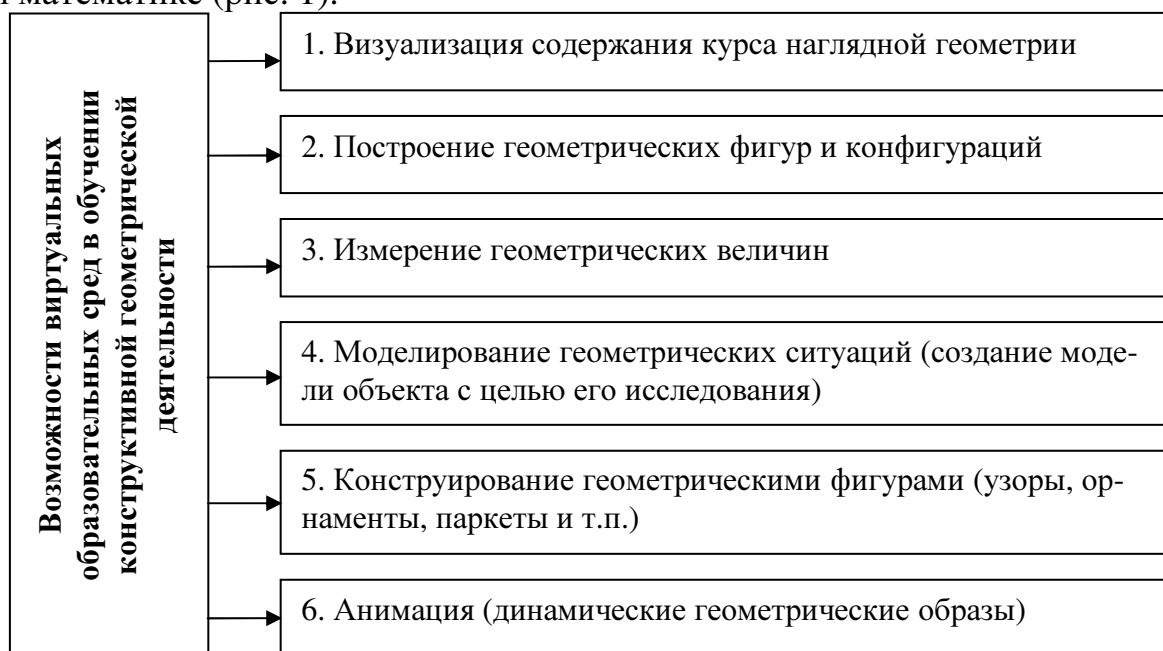 математике (рис. 1).
Возможности виртуальных
образовательных сред в обучении
конструктивной геометрической
деятельности
1. Визуализация содержания курса наглядной геометрии
2. Построение геометрических фигур и конфигураций
3. Измерение геометрических величин
4. Моделирование геометрических ситуаций (создание моде-
ли объекта с целью его исследования)
5. Конструирование геометрическими фигурами (узоры, ор-
наменты, паркеты и т.п.)
6. Анимация (динамические геометрические образы)